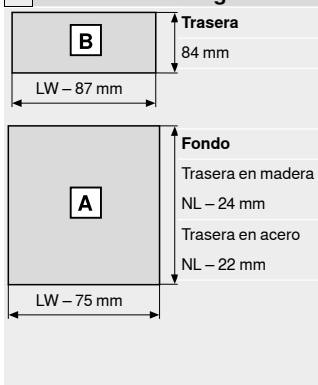 B
Trasera
84 mm
LW – 87 mm
Fondo
Trasera en madera
NL – 24 mm
A
Trasera en acero
NL – 22 mm
LW – 75 mm